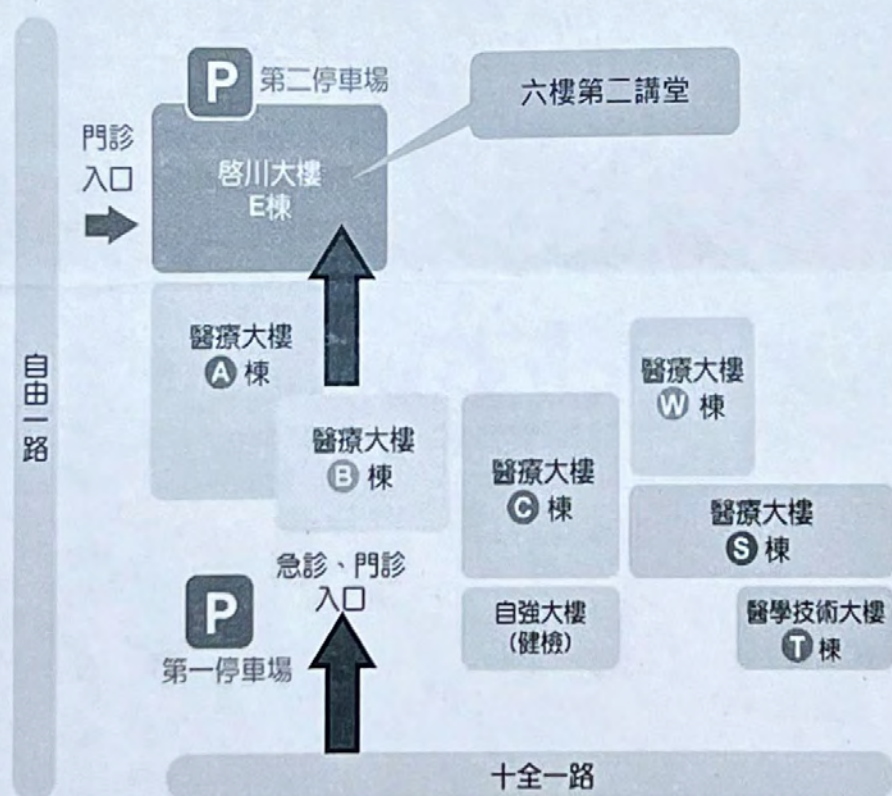 P 第二停車場
六樓第二講堂
門診
入口
啓川大樓
E棟
自由一路
醫療大樓
A 棟
醫療大樓
B 棟
醫療大樓
C 棟
醫療大樓
W 棟
醫療大樓
S 棟
急診、門診
入口
P
第一停車場
自強大樓
(健檢)
醫學技術大樓
T 棟
十全一路